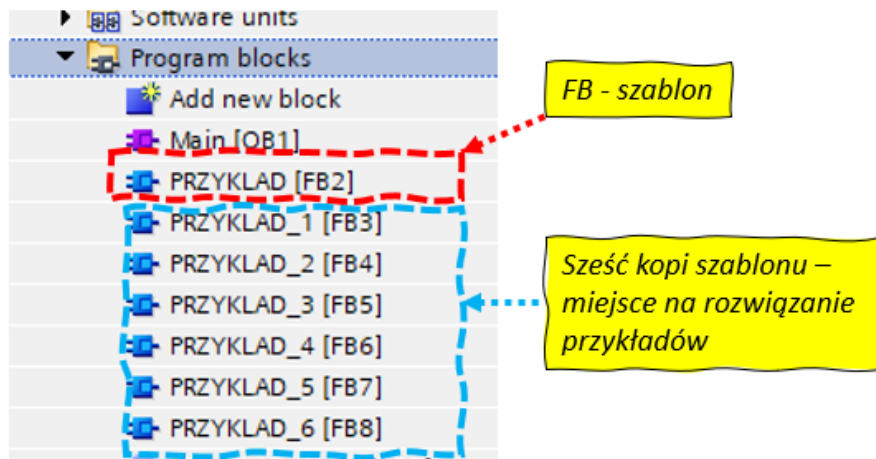 Software units
Program blocks
Add new block
Main [OB1]
PRZYKLAD [FB2]
PRZYKLAD_1 [FB3]
PRZYKLAD_2 [FB4]
PRZYKLAD_3 [FB5]
PRZYKLAD_4 [FB6]
PRZYKLAD_5 [FB7]
PRZYKLAD_6 [FB8]
FB - szablon
Sześć kopi szablonu –
miejsce na rozwiązanie
przykładów